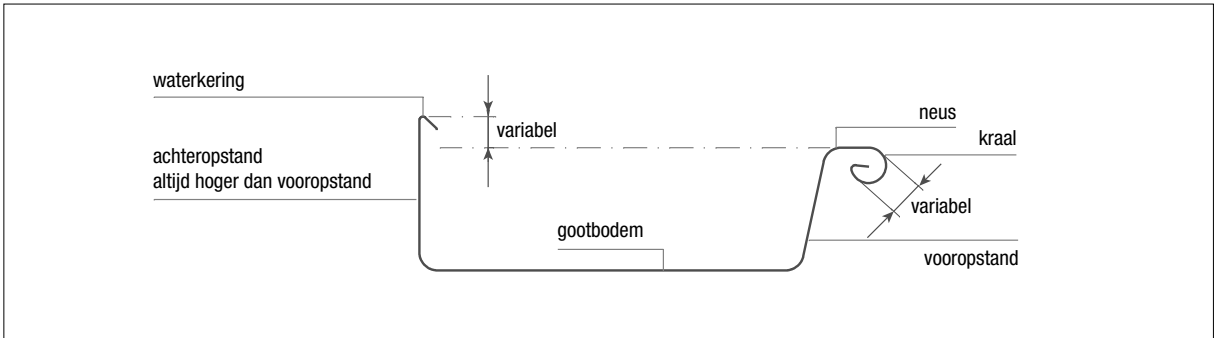 waterkering
variabel
achteropstand
altijd hoger dan vooropstand
gootbodem
neus
kraal
variabel
vooropstand